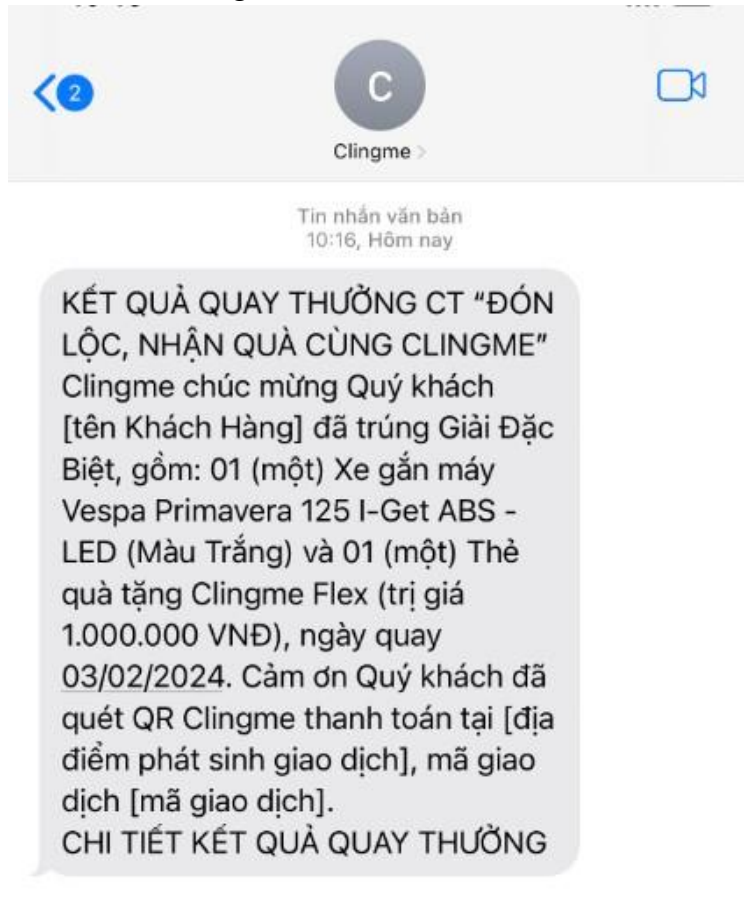 2
C
Clingme >
Tin nhắn văn bản
10:16, Hôm nay
KẾT QUẢ QUAY THƯỞNG CT “ĐÓN
LỘC, NHẬN QUÀ CÙNG CLINGME”
Clingme chúc mừng Quý khách
[tên Khách Hàng] đã trúng Giải Đặc
Biệt, gồm: 01 (một) Xe gắn máy
Vespa Primavera 125 I-Get ABS -
LED (Màu Trắng) và 01 (một) Thẻ
quà tặng Clingme Flex (trị giá
1.000.000 VNĐ), ngày quay
03/02/2024. Cảm ơn Quý khách đã
quét QR Clingme thanh toán tại [địa
điểm phát sinh giao dịch], mã giao
dịch [mã giao dịch].
CHI TIẾT KẾT QUẢ QUAY THƯỞNG